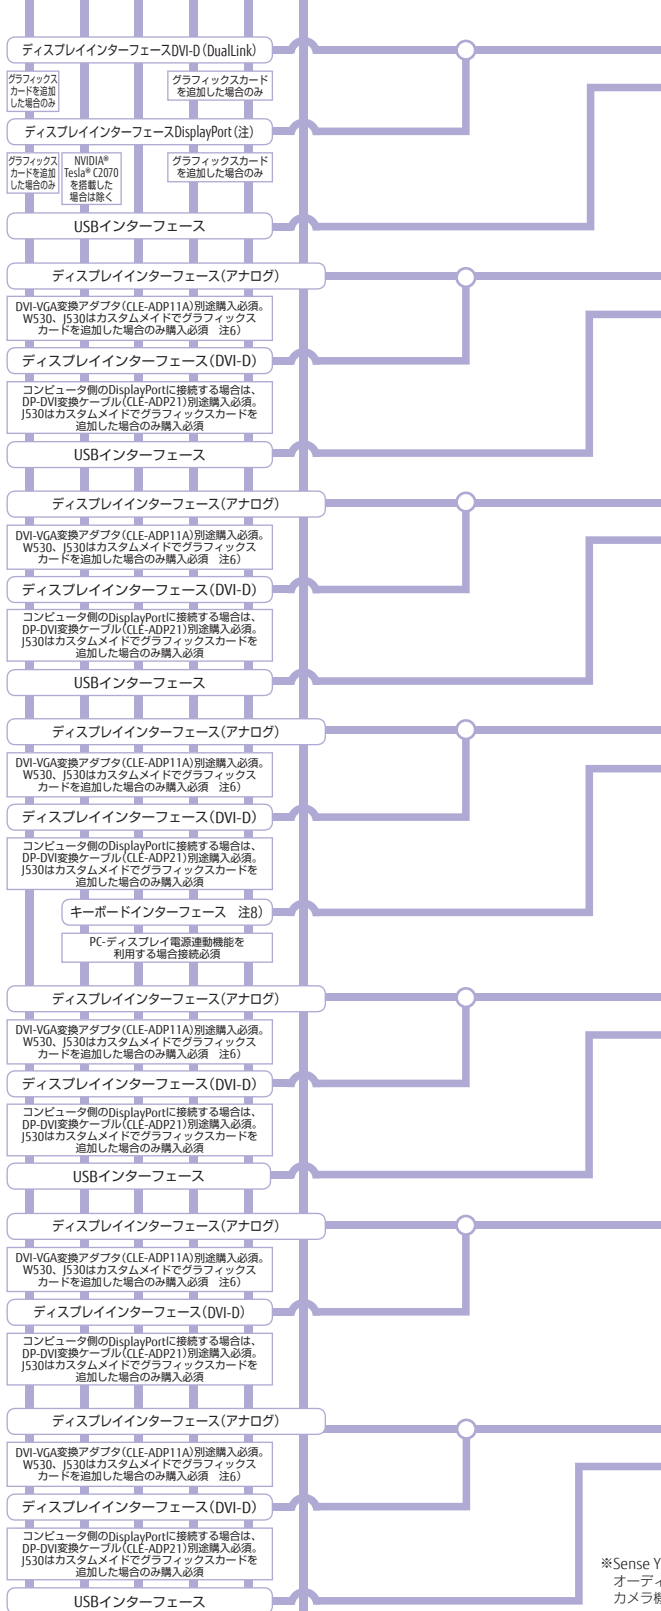 ディスプレイインターフェースDVI-D(DualLink)
グラフィックス
カードを追加
した場合のみ
グラフィックスカード
を追加した場合のみ
ディスプレイインターフェースDisplayPort(注)
グラフィックス
カードを追加
した場合のみ
NVIDIA®
Tesla® C2070
を搭載した
場合は除く
グラフィックスカード
を追加した場合のみ
USBインターフェース
ディスプレイインターフェース(アナログ)
DVI-VGA変換アダプタ(CLE-ADP11A)別途購入必須。
W530、J530はカスタムメイドでグラフィックス
カードを追加した場合のみ購入必須 注6)
ディスプレイインターフェース(DVI-D)
コンピュータ側のDisplayPortに接続する場合は、
DP-DVI変換ケーブル(CLE-ADP21)別途購入必須。
J530はカスタムメイドでグラフィックスカードを
追加した場合のみ購入必須
USBインターフェース
ディスプレイインターフェース(アナログ)
DVI-VGA変換アダプタ(CLE-ADP11A)別途購入必須。
W530、J530はカスタムメイドでグラフィックス
カードを追加した場合のみ購入必須 注6)
ディスプレイインターフェース(DVI-D)
コンピュータ側のDisplayPortに接続する場合は、
DP-DVI変換ケーブル(CLE-ADP21)別途購入必須。
J530はカスタムメイドでグラフィックスカードを
追加した場合のみ購入必須
USBインターフェース
ディスプレイインターフェース(アナログ)
DVI-VGA変換アダプタ(CLE-ADP11A)別途購入必須。
W530、J530はカスタムメイドでグラフィックス
カードを追加した場合のみ購入必須 注6)
ディスプレイインターフェース(DVI-D)
コンピュータ側のDisplayPortに接続する場合は、
DP-DVI変換ケーブル(CLE-ADP21)別途購入必須。
J530はカスタムメイドでグラフィックスカードを
追加した場合のみ購入必須
キーボードインターフェース 注8)
PC-ディスプレイ電源連動機能を
利用する場合接続必須
ディスプレイインターフェース(アナログ)
DVI-VGA変換アダプタ(CLE-ADP11A)別途購入必須。
W530、J530はカスタムメイドでグラフィックス
カードを追加した場合のみ購入必須 注6)
ディスプレイインターフェース(DVI-D)
コンピュータ側のDisplayPortに接続する場合は、
DP-DVI変換ケーブル(CLE-ADP21)別途購入必須。
J530はカスタムメイドでグラフィックスカードを
追加した場合のみ購入必須
USBインターフェース
ディスプレイインターフェース(アナログ)
DVI-VGA変換アダプタ(CLE-ADP11A)別途購入必須。
W530、J530はカスタムメイドでグラフィックス
カードを追加した場合のみ購入必須 注6)
ディスプレイインターフェース(DVI-D)
コンピュータ側のDisplayPortに接続する場合は、
DP-DVI変換ケーブル(CLE-ADP21)別途購入必須。
J530はカスタムメイドでグラフィックスカードを
追加した場合のみ購入必須
ディスプレイインターフェース(アナログ)
DVI-VGA変換アダプタ(CLE-ADP11A)別途購入必須。
W530、J530はカスタムメイドでグラフィックス
カードを追加した場合のみ購入必須 注6)
ディスプレイインターフェース(DVI-D)
コンピュータ側のDisplayPortに接続する場合は、
DP-DVI変換ケーブル(CLE-ADP21)別途購入必須。
J530はカスタムメイドでグラフィックスカードを
追加した場合のみ購入必須
USBインターフェース
※Sense Y
オーディ
カメラ機